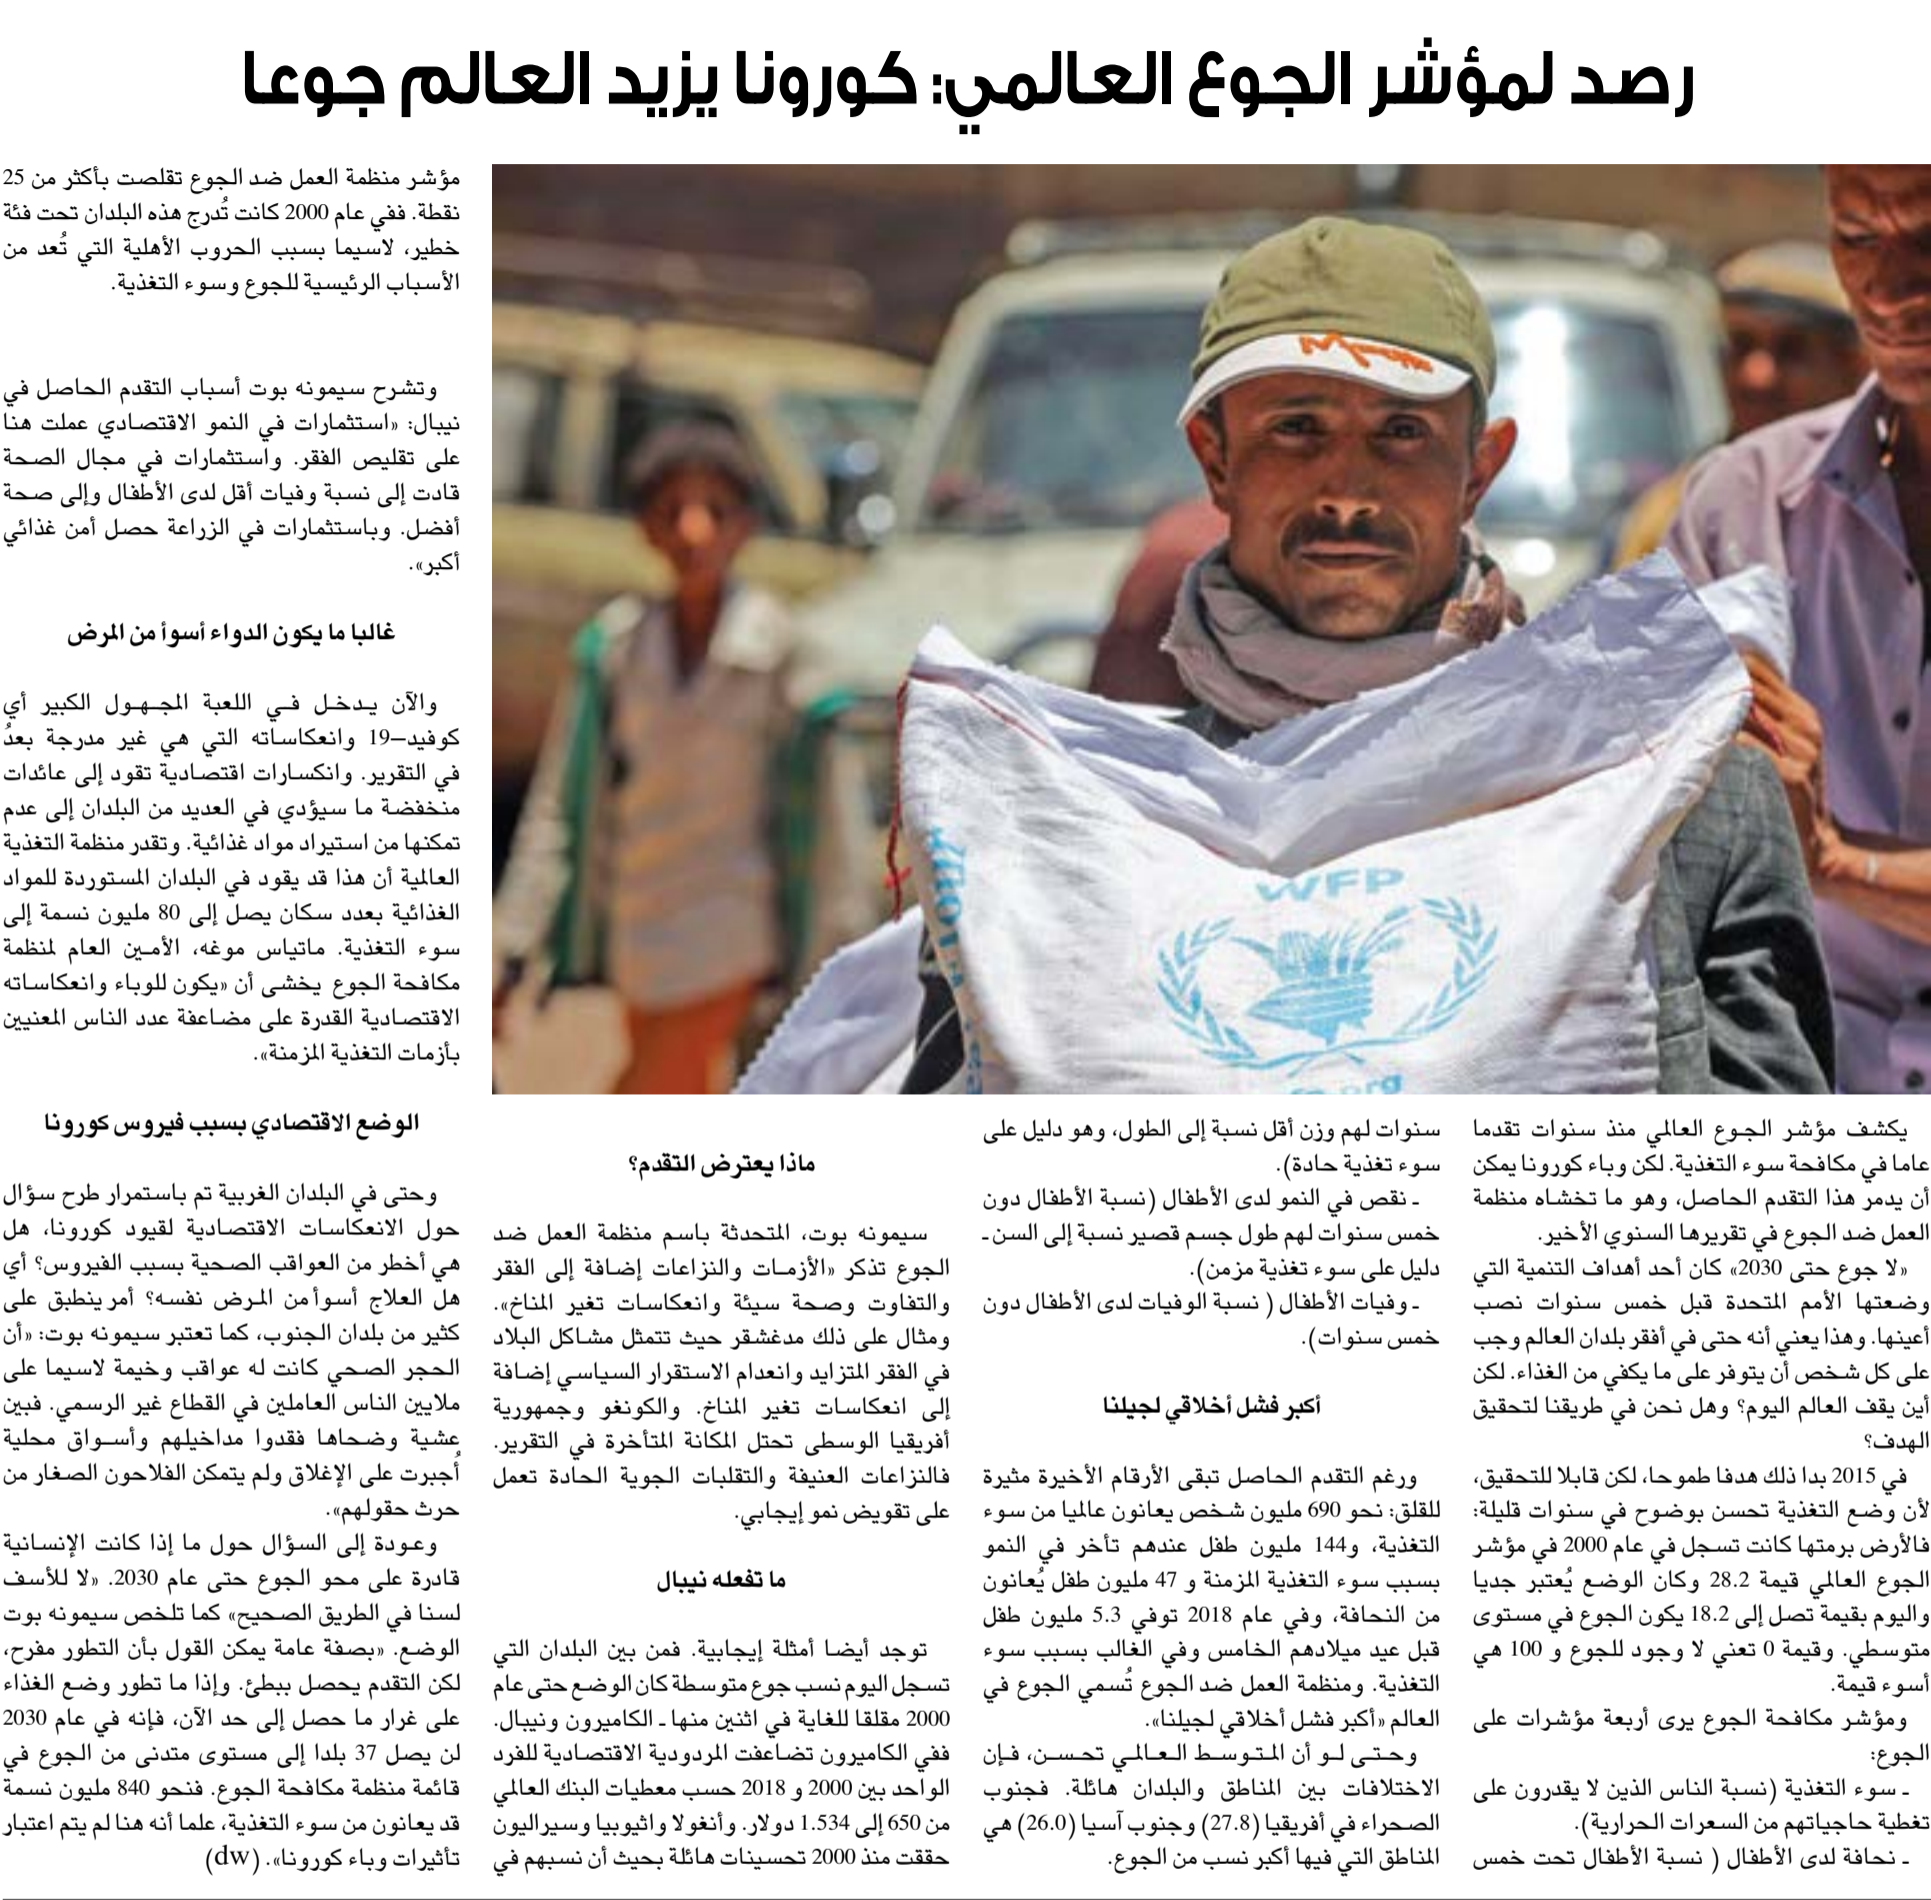 رصد لمؤشر الجوع العالمي: كورونا يزيد العالم جوعا
WFP
يكشف مؤشر الجوع العالمي منذ سنوات تقدما
عاما في مكافحة سوء التغذية. لكن وباء كورونا يمكن
أن يدمر هذا التقدم الحاصل، وهو ما تخشاه منظمة
العمل ضد الجوع في تقريرها السنوي الأخير.
«لا جوع حتى 2030» كان أحد أهداف التنمية التي
وضعتها الأمم المتحدة قبل خمس سنوات نصب
أعينها. وهذا يعني أنه حتى في أفقر بلدان العالم وجب
على كل شخص أن يتوفر على ما يكفي من الغذاء. لكن
أين يقف العالم اليوم؟ وهل نحن في طريقنا لتحقيق
الهدف؟
في 2015 بدا ذلك هدفا طموحا، لكن قابلا للتحقيق،
لأن وضع التغذية تحسن بوضوح في سنوات قليلة:
فالأرض برمتها كانت تسجل في عام 2000 في مؤشر
الجوع العالمي قيمة 28.2 وكان الوضع يُعتبر جديا
واليوم بقيمة تصل إلى 18.2 يكون الجوع في مستوى
متوسطي. وقيمة 0 تعني لا وجود للجوع و 100 هي
أسوء قيمة.
ومؤشر مكافحة الجوع يرى أربعة مؤشرات على
الجوع:
ـ سوء التغذية (نسبة الناس الذين لا يقدرون على
تغطية حاجياتهم من السعرات الحرارية).
ـ نحافة لدى الأطفال ( نسبة الأطفال تحت خمس
سنوات لهم وزن أقل نسبة إلى الطول، وهو دليل على
سوء تغذية حادة).
ـ نقص في النمو لدى الأطفال (نسبة الأطفال دون
خمس سنوات لهم طول جسم قصير نسبة إلى السن ـ
دليل على سوء تغذية مزمن).
ـ وفيات الأطفال ( نسبة الوفيات لدى الأطفال دون
خمس سنوات).
أكبر فشل أخلاقي لجيلنا
ورغم التقدم الحاصل تبقى الأرقام الأخيرة مثيرة
للقلق: نحو 690 مليون شخص يعانون عالميا من سوء
التغذية، و144 مليون طفل عندهم تأخر في النمو
بسبب سوء التغذية المزمنة و 47 مليون طفل يُعانون
من النحافة، وفي عام 2018 توفي 5.3 مليون طفل
قبل عيد ميلادهم الخامس وفي الغالب بسبب سوء
التغذية. ومنظمة العمل ضد الجوع تُسمي الجوع في
العالم «أكبر فشل أخلاقي لجيلنا».
وحتى لو أن المتوسط العالمي تحسن، فإن
الاختلافات بين المناطق والبلدان هائلة. فجنوب
الصحراء في أفريقيا (27.8) وجنوب آسيا (26.0) هي
المناطق التي فيها أكبر نسب من الجوع.
ماذا يعترض التقدم؟
سيمونه بوت، المتحدثة باسم منظمة العمل ضد
الجوع تذكر «الأزمات والنزاعات إضافة إلى الفقر
والتفاوت وصحة سيئة وانعكاسات تغير المناخ».
ومثال على ذلك مدغشقر حيث تتمثل مشاكل البلاد
في الفقر المتزايد وانعدام الاستقرار السياسي إضافة
إلى انعكاسات تغير المناخ. والكونغو وجمهورية
أفريقيا الوسطى تحتل المكانة المتأخرة في التقرير.
فالنزاعات العنيفة والتقلبات الجوية الحادة تعمل
على تقويض نمو إيجابي.
ما تفعله نيبال
توجد أيضا أمثلة إيجابية. فمن بين البلدان التي
تسجل اليوم نسب جوع متوسطة كان الوضع حتى عام
2000 مقلقا للغاية في اثنين منها ـ الكاميرون ونيبال.
ففي الكاميرون تضاعفت المردودية الاقتصادية للفرد
الواحد بين 2000 و 2018 حسب معطيات البنك العالمي
من 650 إلى 1.534 دولار. وأنغولا واثيوبيا وسيراليون
حققت منذ 2000 تحسينات هائلة بحيث أن نسبهم في
مؤشر منظمة العمل ضد الجوع تقلصت بأكثر من 25
نقطة. ففي عام 2000 كانت تُدرج هذه البلدان تحت فئة
خطير، لاسيما بسبب الحروب الأهلية التي تُعد من
الأسباب الرئيسية للجوع وسوء التغذية.
وتشرح سيمونه بوت أسباب التقدم الحاصل في
نيبال: «استثمارات في النمو الاقتصادي عملت هنا
على تقليص الفقر. واستثمارات في مجال الصحة
قادت إلى نسبة وفيات أقل لدى الأطفال وإلى صحة
أفضل. وباستثمارات في الزراعة حصل أمن غذائي
أكبر».
غالبا ما يكون الدواء أسوأ من المرض
والآن يدخل في اللعبة المجهول الكبير أي
كوفيد–19 وانعكاساته التي هي غير مدرجة بعدُ
في التقرير. وانكسارات اقتصادية تقود إلى عائدات
منخفضة ما سيؤدي في العديد من البلدان إلى عدم
تمكنها من استيراد مواد غذائية. وتقدر منظمة التغذية
العالمية أن هذا قد يقود في البلدان المستوردة للمواد
الغذائية بعدد سكان يصل إلى 80 مليون نسمة إلى
سوء التغذية. ماتياس موغه، الأمين العام لمنظمة
مكافحة الجوع يخشى أن «يكون للوباء وانعكاساته
الاقتصادية القدرة على مضاعفة عدد الناس المعنيين
بأزمات التغذية المزمنة».
الوضع الاقتصادي بسبب فيروس كورونا
وحتى في البلدان الغربية تم باستمرار طرح سؤال
حول الانعكاسات الاقتصادية لقيود كورونا، هل
هي أخطر من العواقب الصحية بسبب الفيروس؟ أي
هل العلاج أسوأ من المرض نفسه؟ أمر ينطبق على
كثير من بلدان الجنوب، كما تعتبر سيمونه بوت: «أن
الحجر الصحي كانت له عواقب وخيمة لاسيما على
ملايين الناس العاملين في القطاع غير الرسمي. فبين
عشية وضحاها فقدوا مداخيلهم وأسواق محلية
أُجبرت على الإغلاق ولم يتمكن الفلاحون الصغار من
حرث حقولهم».
وعودة إلى السؤال حول ما إذا كانت الإنسانية
قادرة على محو الجوع حتى عام 2030. «لا للأسف
لسنا في الطريق الصحيح» كما تلخص سيمونه بوت
الوضع. «بصفة عامة يمكن القول بأن التطور مفرح،
لكن التقدم يحصل ببطئ. وإذا ما تطور وضع الغذاء
على غرار ما حصل إلى حد الآن، فإنه في عام 2030
لن يصل 37 بلدا إلى مستوى متدنى من الجوع في
قائمة منظمة مكافحة الجوع. فنحو 840 مليون نسمة
قد يعانون من سوء التغذية، علما أنه هنا لم يتم اعتبار
تأثيرات وباء كورونا». (dw)